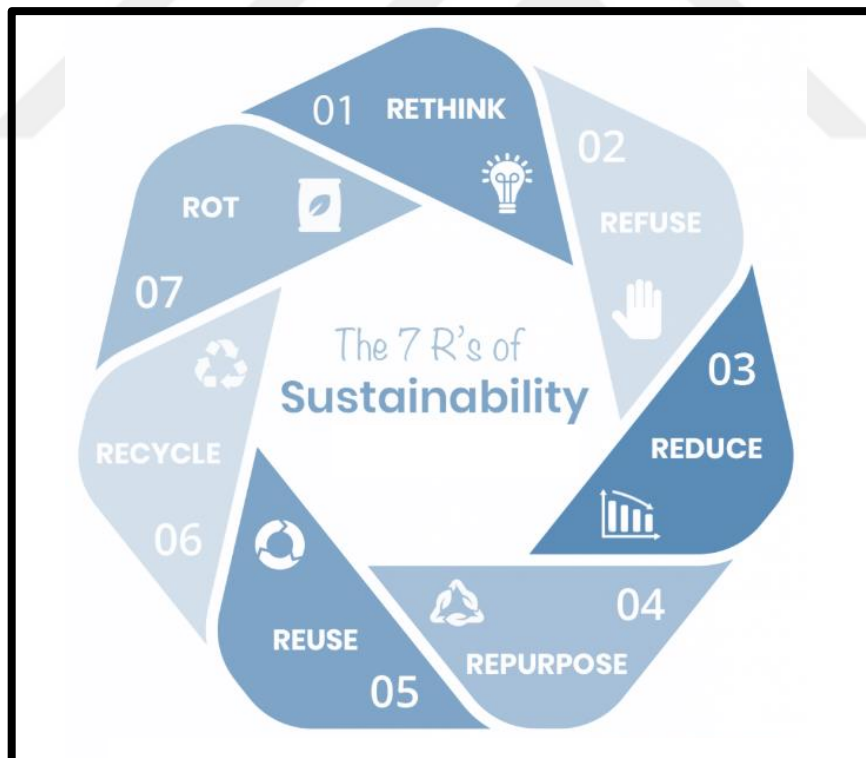 The 7 R's of
Sustainability
01 RETHINK
02
REFUSE
03
REDUCE
04
REPURPOSE
REUSE
05
RECYCLE
06
ROT
07